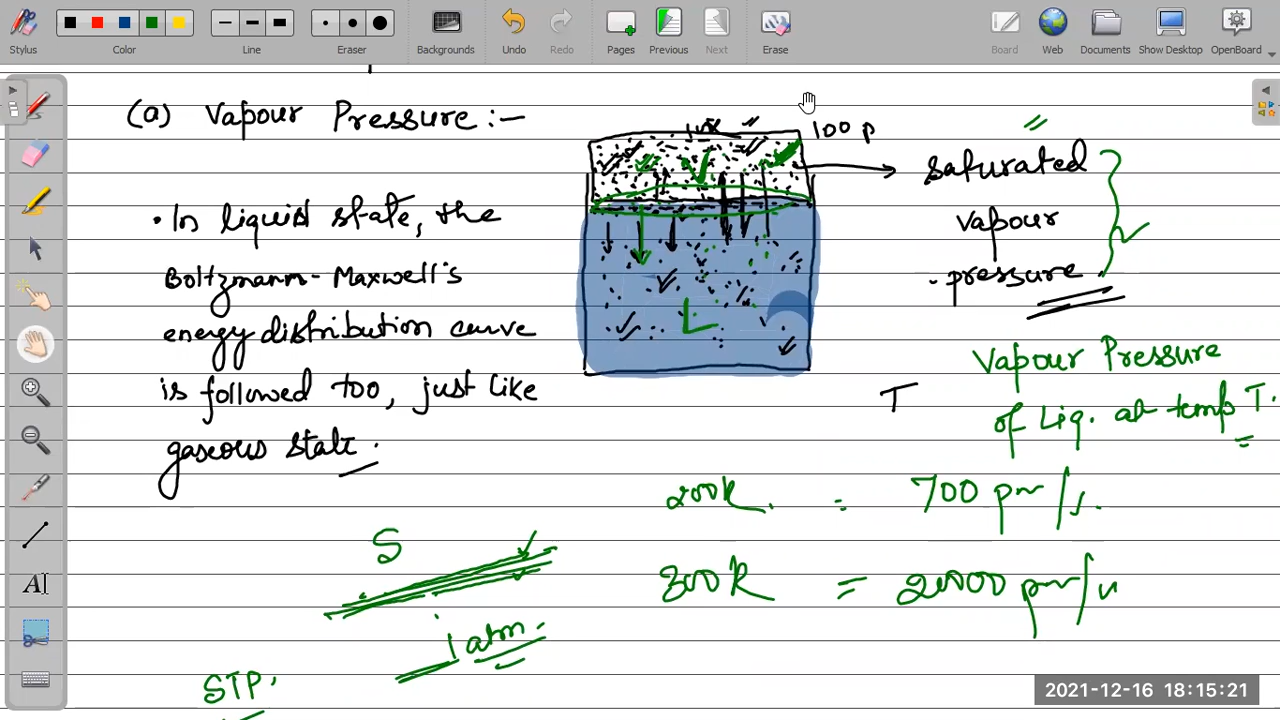 Stylus Color Line Eraser Backgrounds Undo Redo Pages Previous Next Erase Board Web Documents Show Desktop OpenBoard
(a) Vapour Pressure :-
• In liquid state, the
Boltzmann-Maxwell's
energy distribution curve
is followed too, just like
gaseous state.
100 p
Saturated
vapour
pressure
L
T
Vapour Pressure
of Liq. at temp T.
200k. = 700 pm/s.
300k = 20000 pm/s
S
1 atm.
STP.
2021-12-16 18:15:21